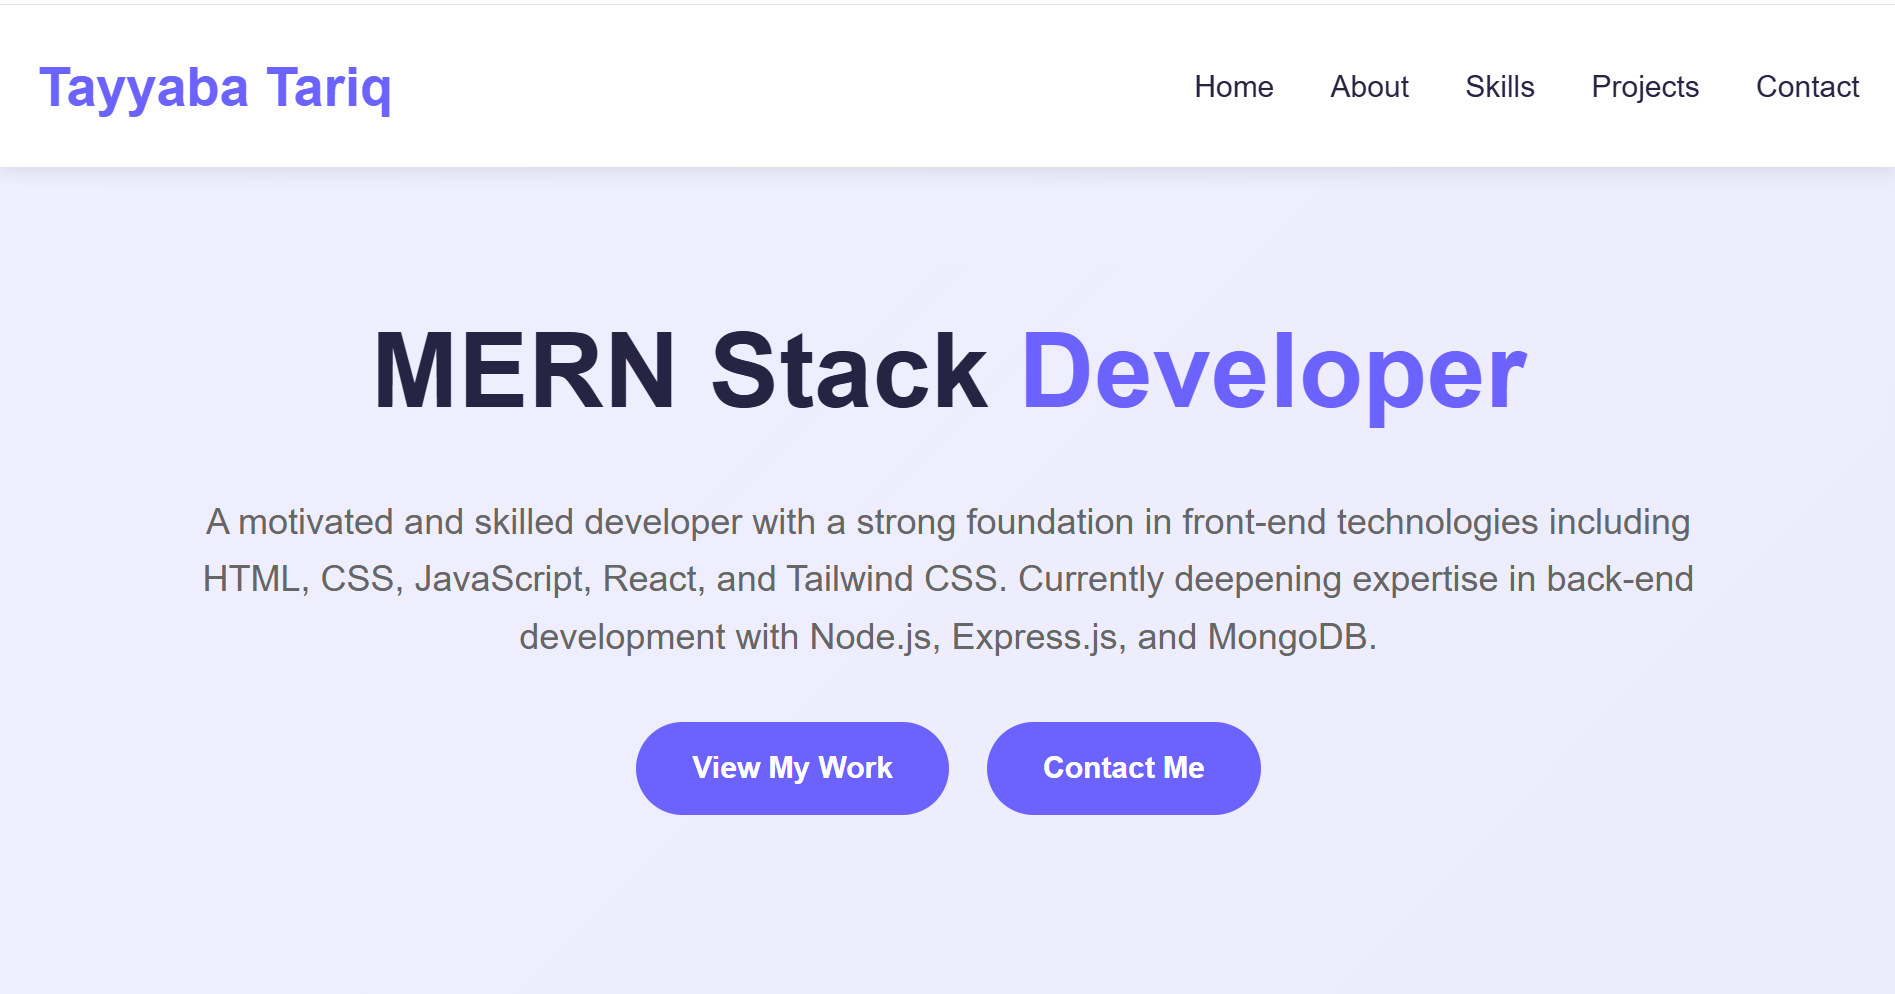 Tayyaba Tariq
Home About Skills Projects Contact
MERN Stack Developer
A motivated and skilled developer with a strong foundation in front-end technologies including
HTML, CSS, JavaScript, React, and Tailwind CSS. Currently deepening expertise in back-end
development with Node.js, Express.js, and MongoDB.
View My Work
Contact Me